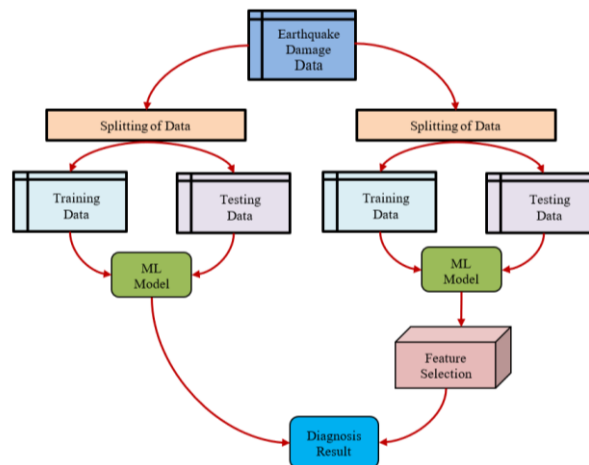 Earthquake
Damage
Data
Splitting of Data
Splitting of Data
Training
Data
Testing
Data
Training
Data
Testing
Data
ML
Model
ML
Model
Feature
Selection
Diagnosis
Result